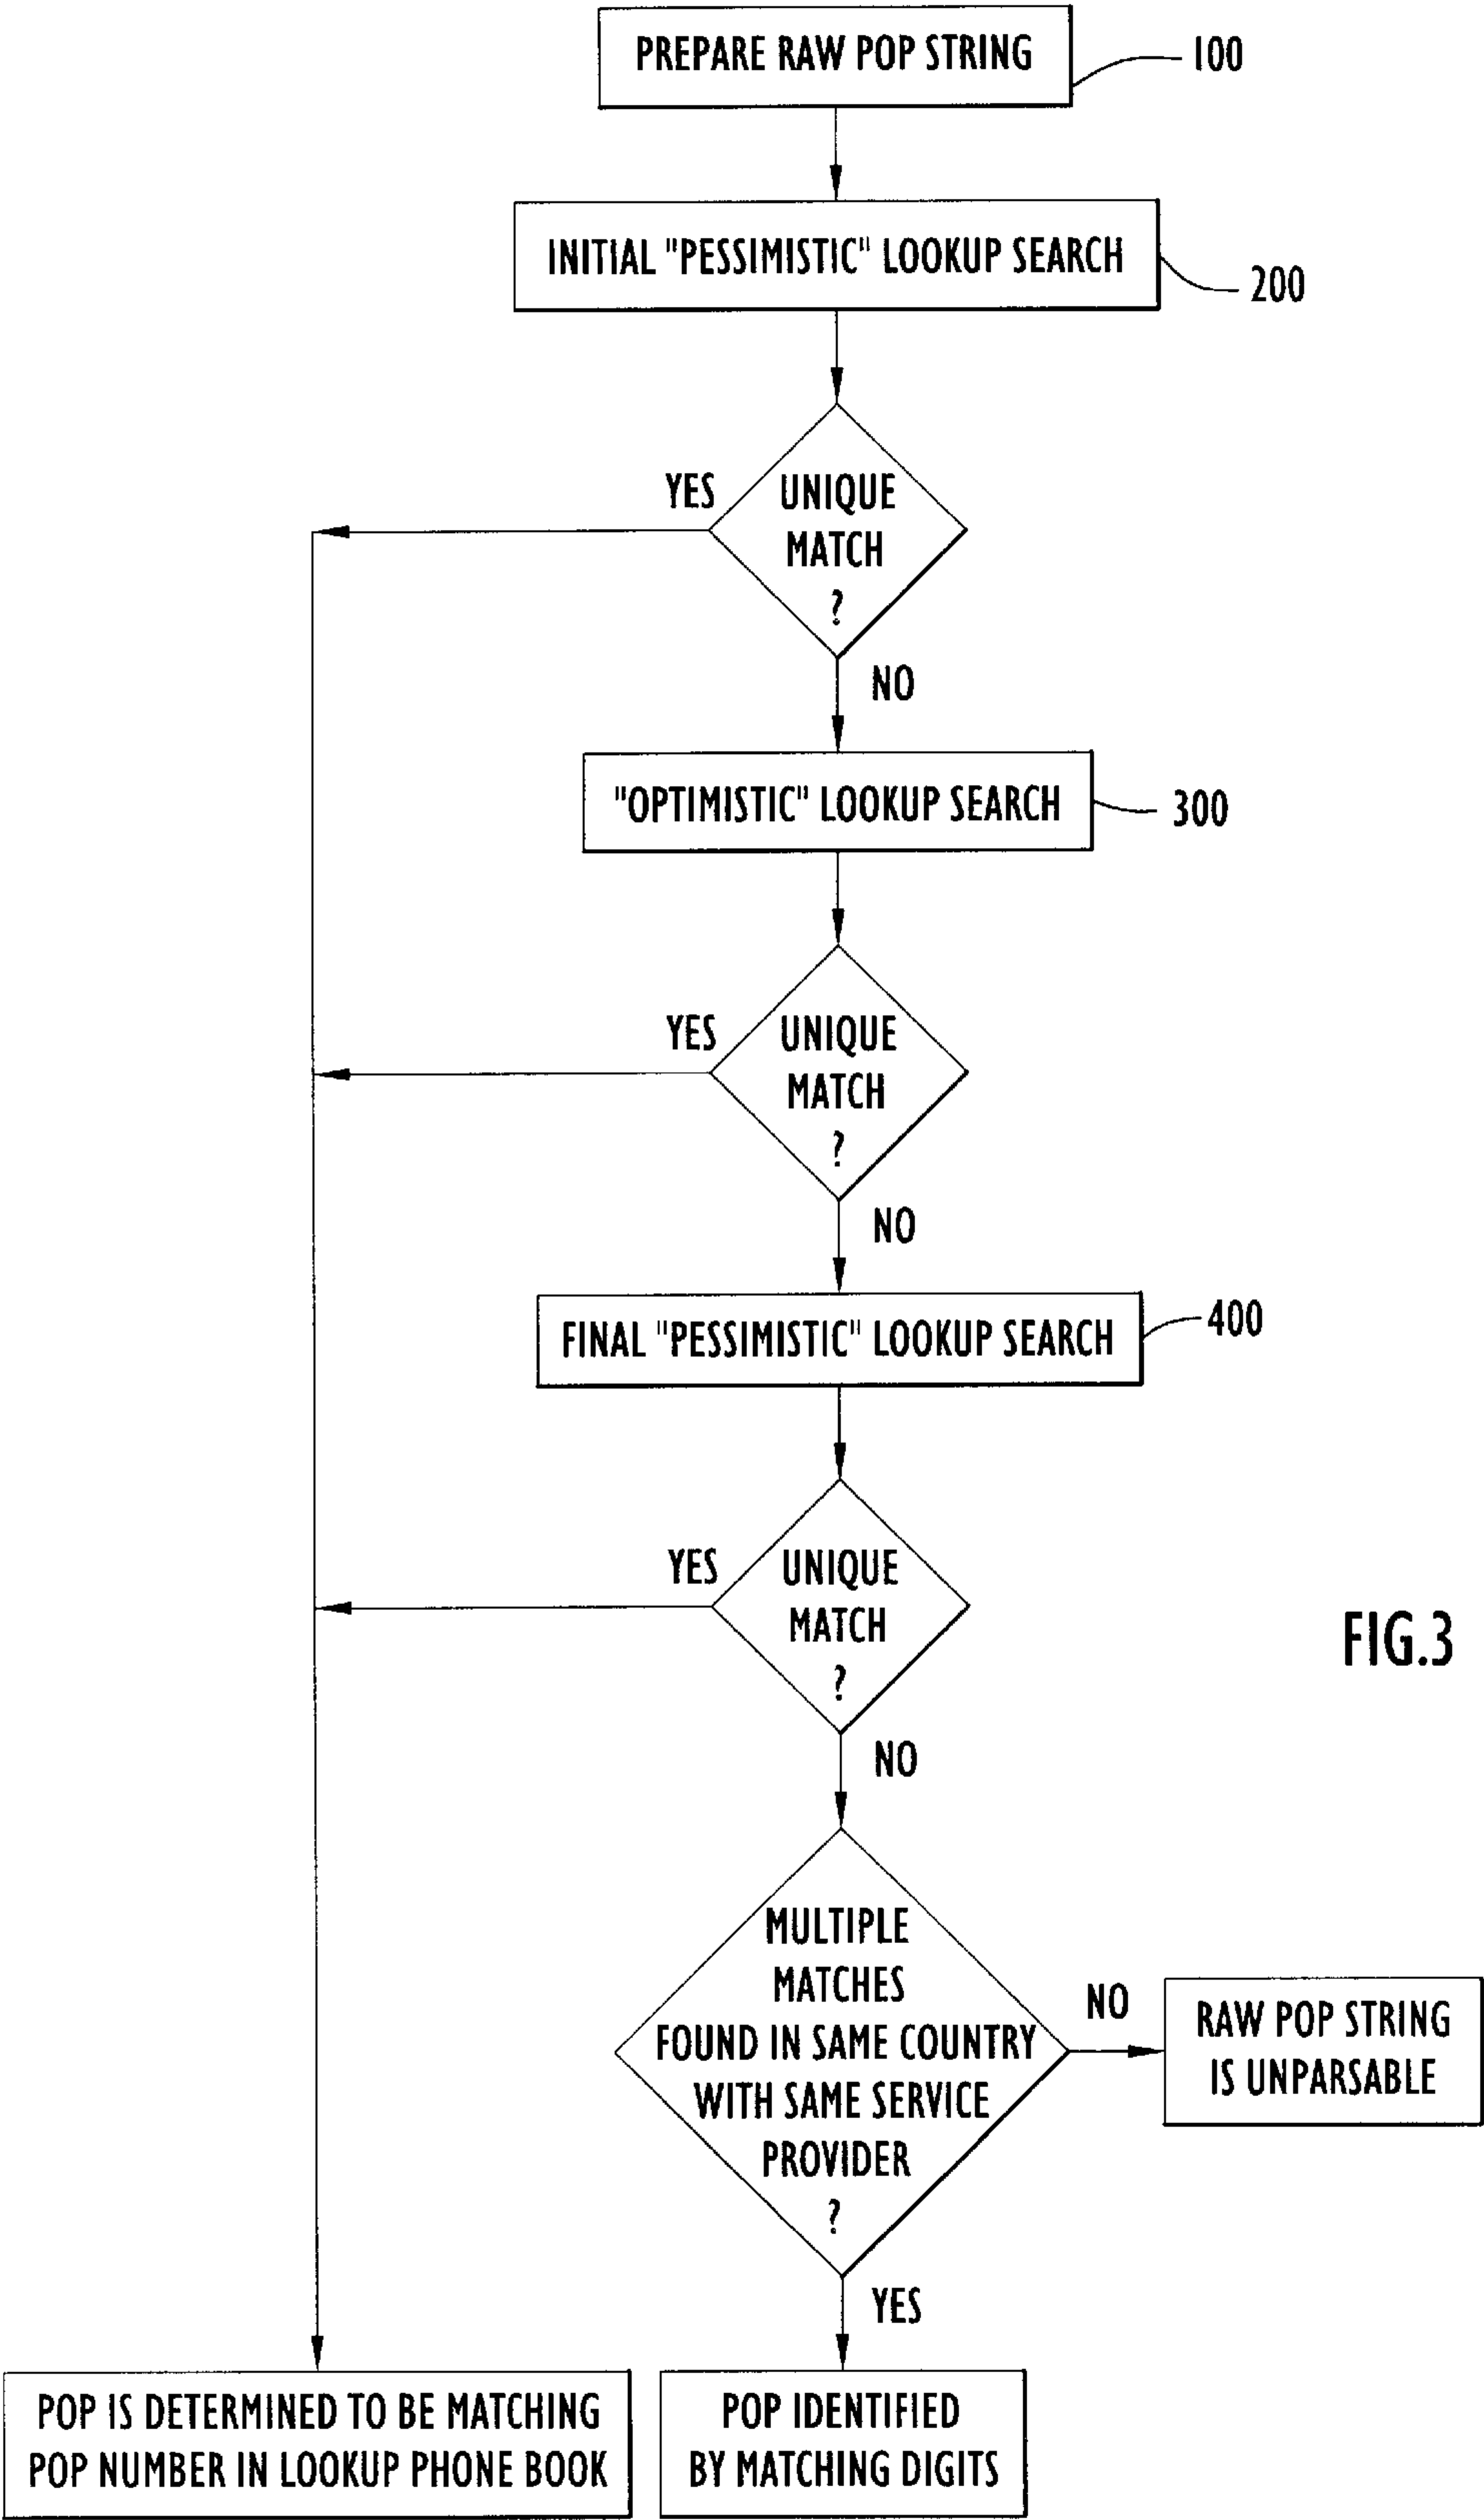 PREPARE RAW POP STRING
100
INITIAL "PESSIMISTIC" LOOKUP SEARCH
200
UNIQUE
MATCH
?
YES
NO
"OPTIMISTIC" LOOKUP SEARCH
300
UNIQUE
MATCH
?
YES
NO
FINAL "PESSIMISTIC" LOOKUP SEARCH
400
UNIQUE
MATCH
?
YES
NO
FIG.3
MULTIPLE
MATCHES
FOUND IN SAME COUNTRY
WITH SAME SERVICE
PROVIDER
?
NO
RAW POP STRING
IS UNPARSABLE
YES
POP IS DETERMINED TO BE MATCHING
POP NUMBER IN LOOKUP PHONE BOOK
POP IDENTIFIED
BY MATCHING DIGITS